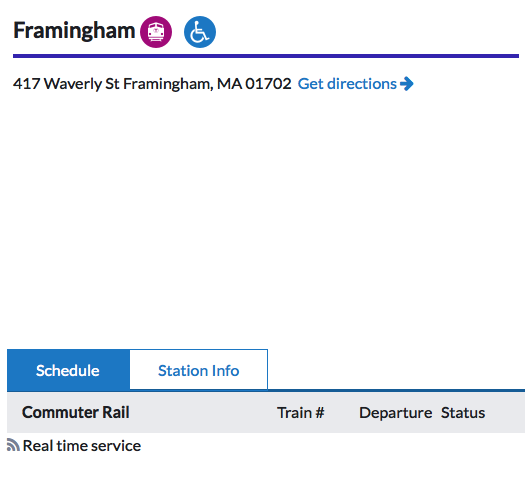 Framingham
417 Waverly St Framingham, MA 01702 Get directions
Schedule Station Info
Commuter Rail Train # Departure Status
Real time service